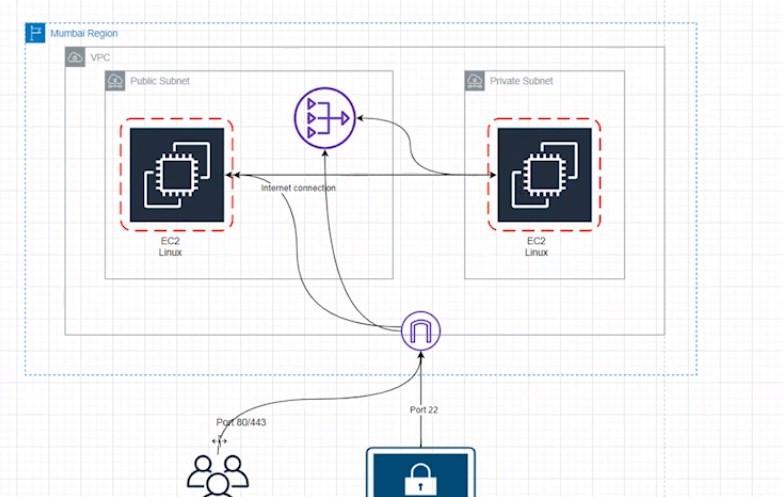 Mumbai Region
VPC
Public Subnet
Private Subnet
Internet connection
EC2
Linux
EC2
Linux
Port 80/443
Port 22